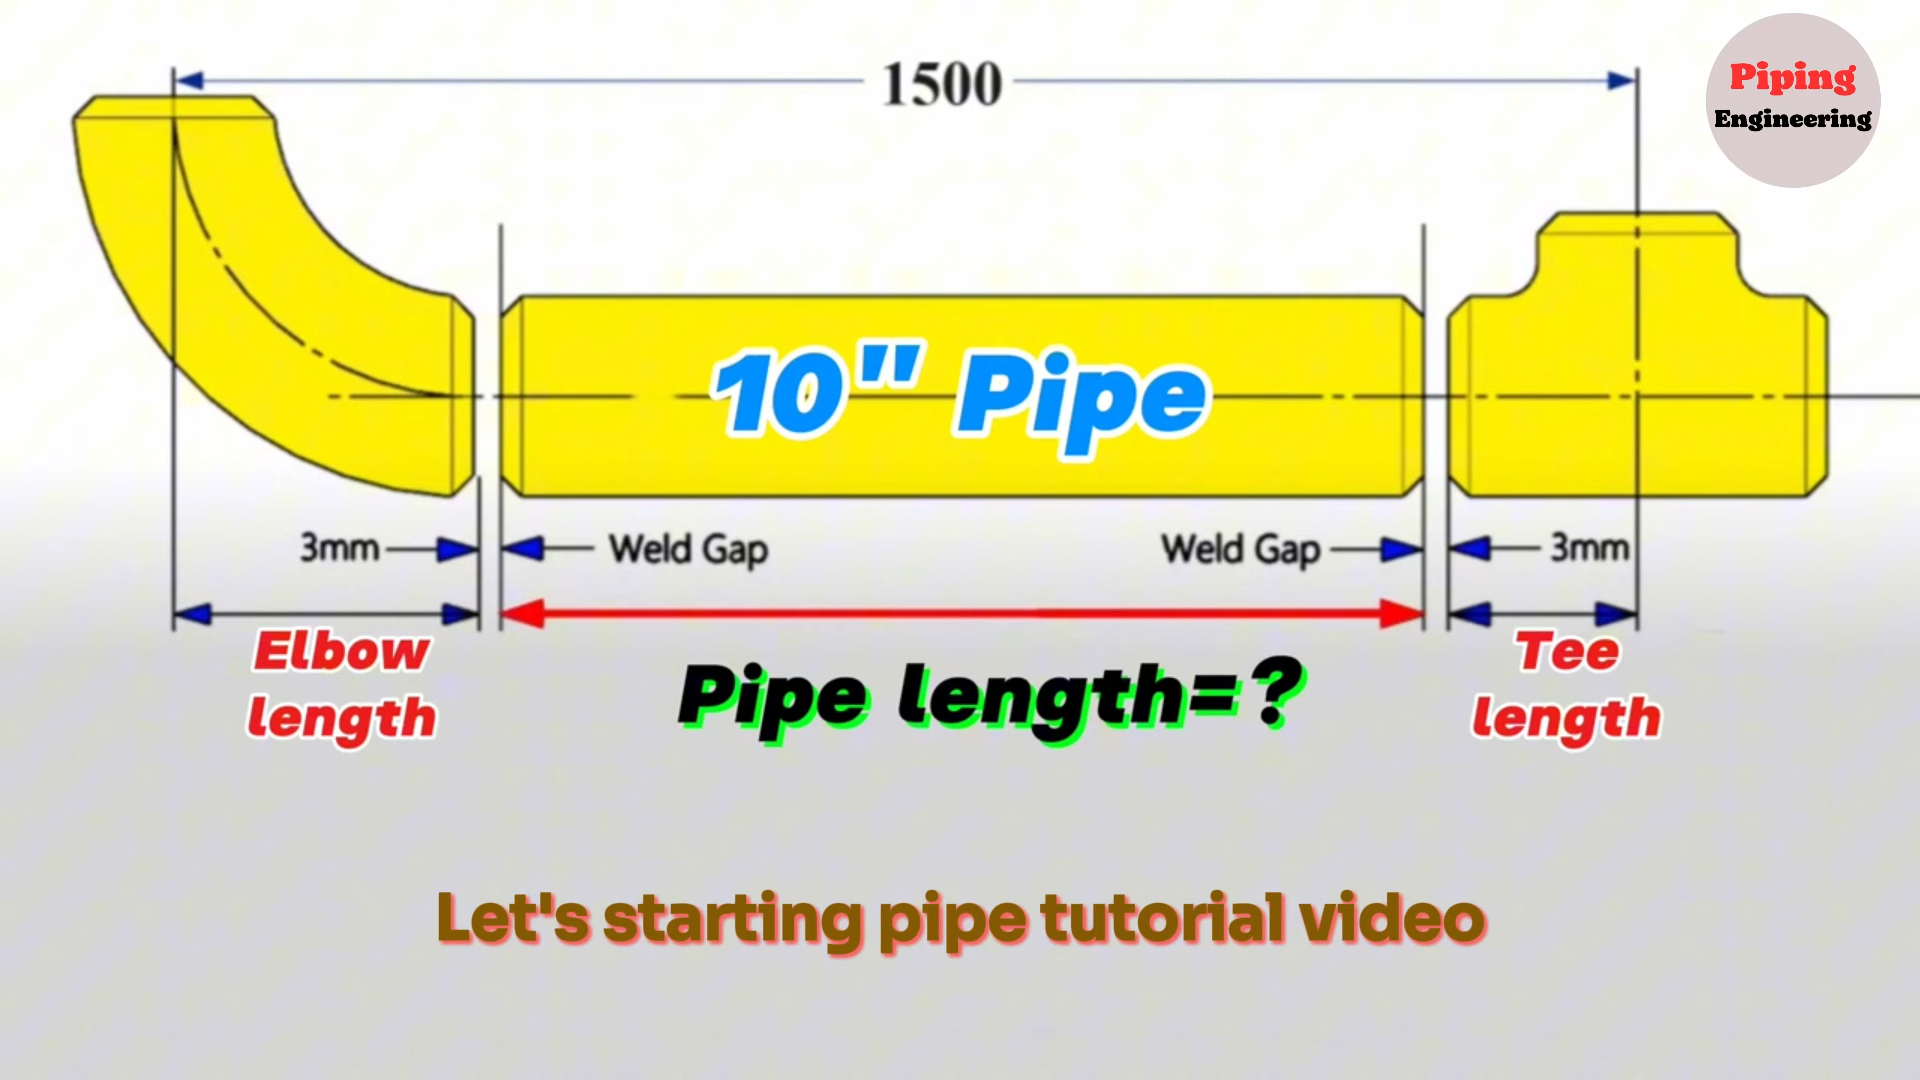 1500
Piping
Engineering
10" Pipe
3mm
Weld Gap
Weld Gap
3mm
Elbow
length
Pipe length=?
Tee
length
Let's starting pipe tutorial video